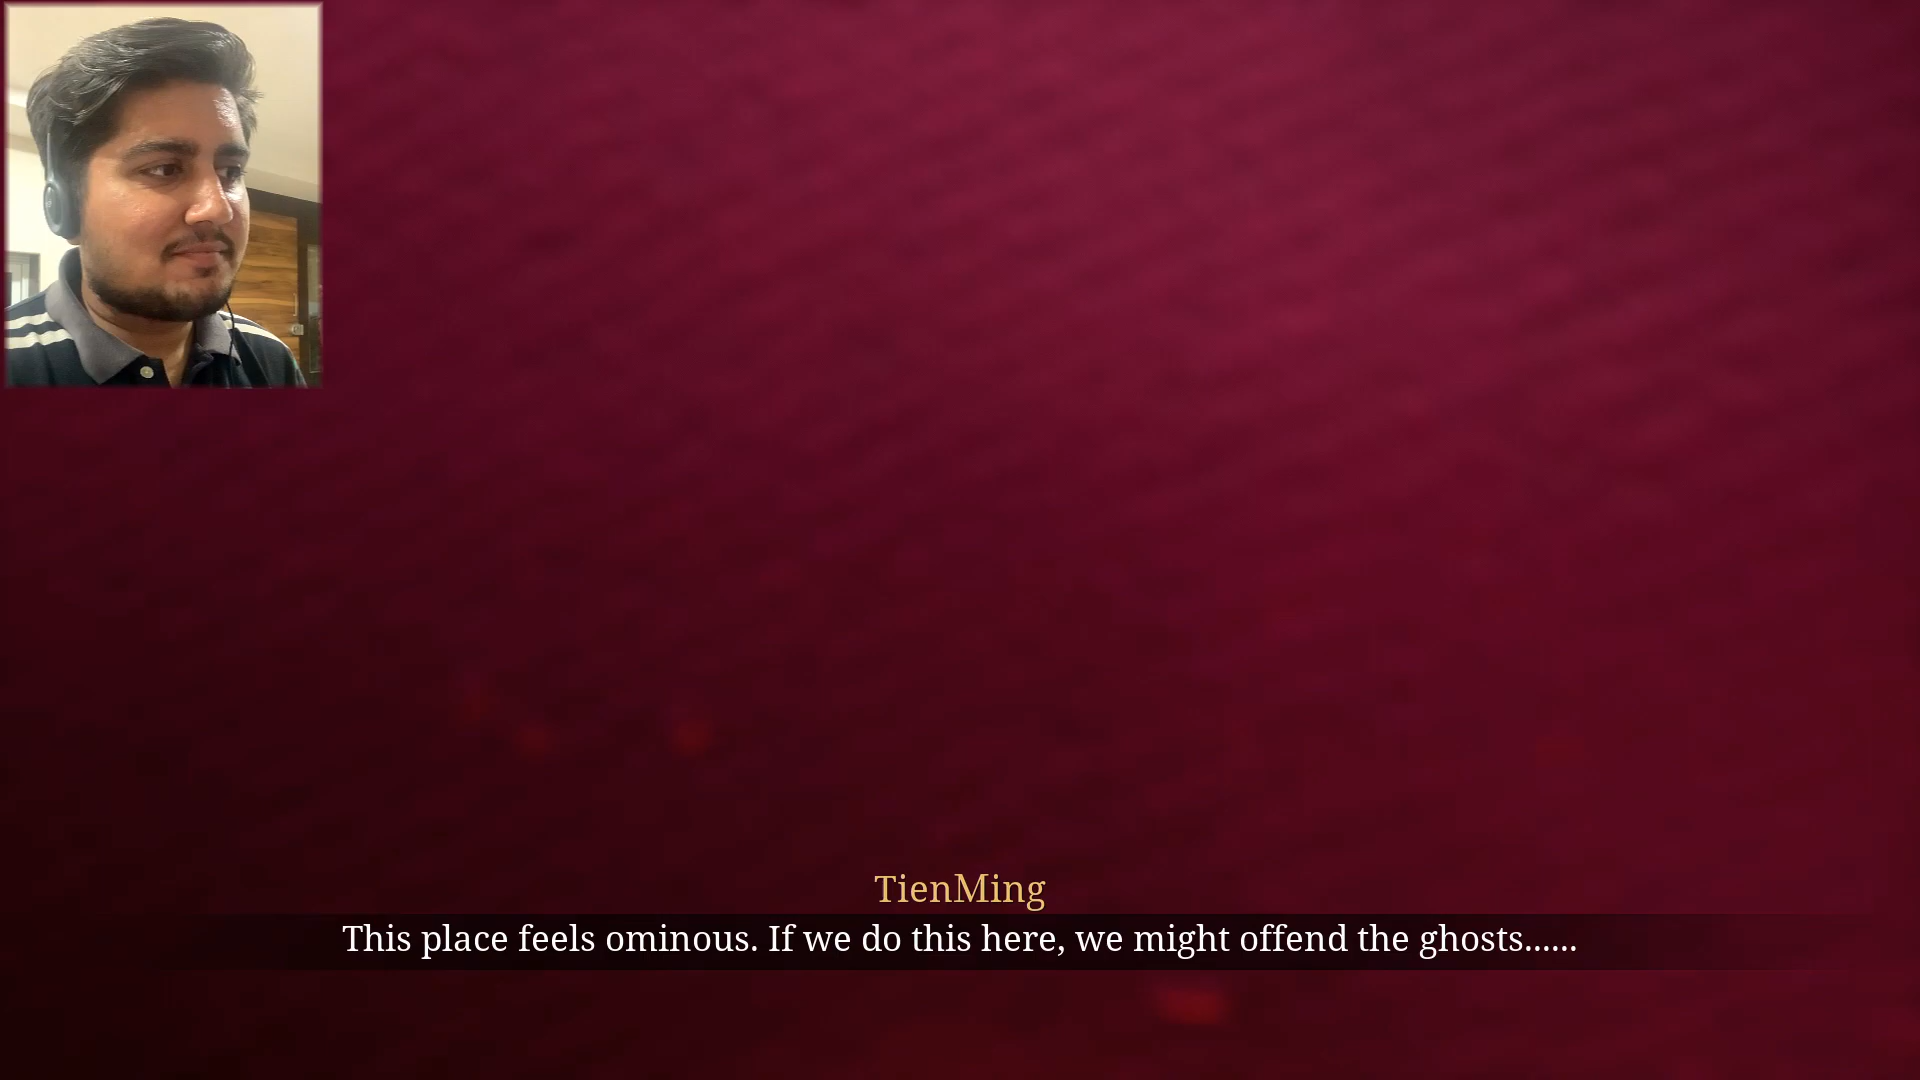 TienMing
This place feels ominous. If we do this here, we might offend the ghosts......